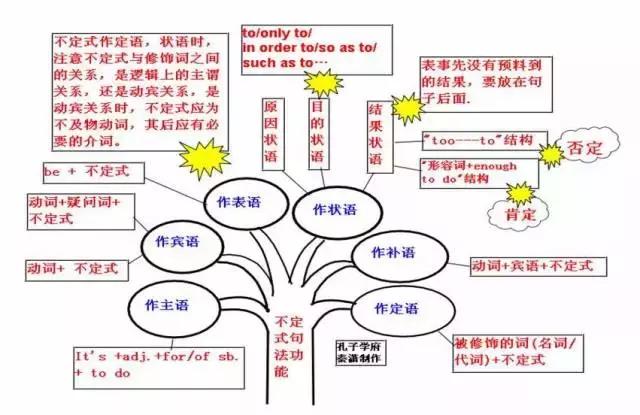 不定式作定语，状语时，
注意不定式与修饰词之间
的关系，是逻辑上的主谓
关系，还是动宾关系，是
动宾关系时，不定式应为
不及物动词，其后应有必
要的介词。
to/only to/
in order to/so as to/
such as to…
表事先没有预料到
的结果，要放在句
子后面.
原因状语
目的状语
结果状语
"too---to"结构
否定
"形容词+enough
to do"结构
肯定
be + 不定式
作表语
作状语
动词+疑问词+
不定式
作宾语
作补语
动词+ 不定式
动词+宾语+不定式
作主语
作定语
不定式句法功能
It's +adj.+for/of sb.
+ to do
孔子学府
秦潇制作
被修饰的词(名词/
代词)+不定式